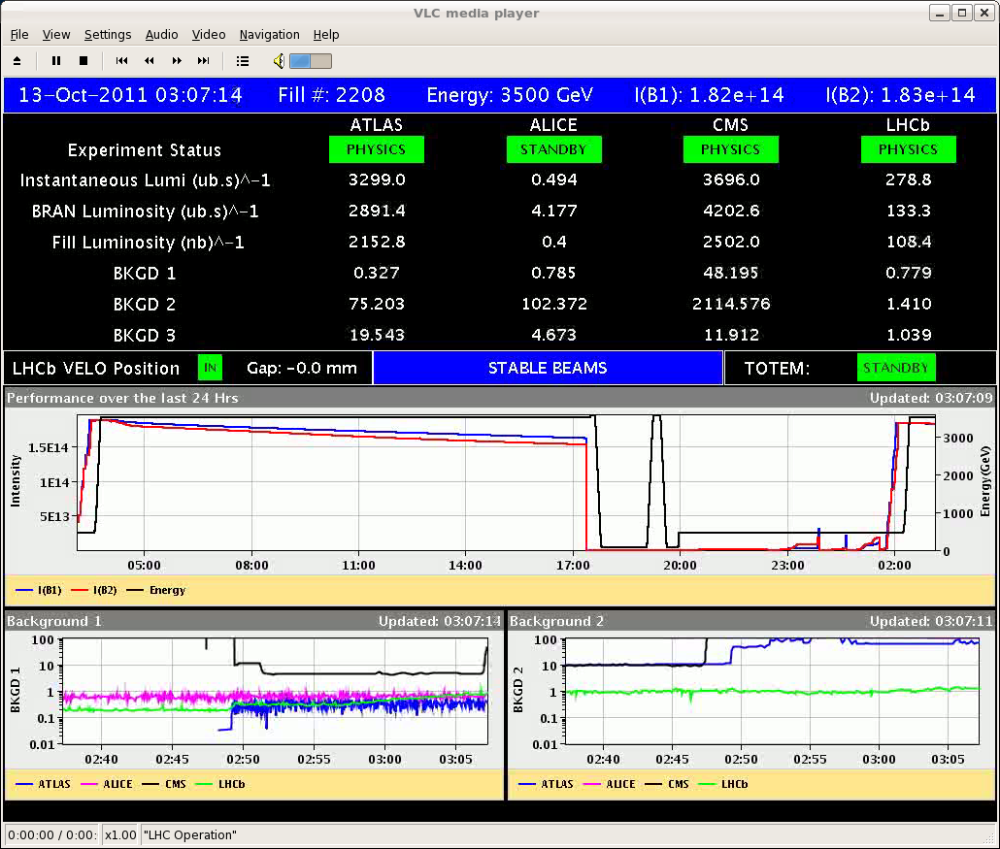 VLC media player
File View Settings Audio Video Navigation Help
13-Oct-2011 03:07:14 Fill #: 2208 Energy: 3500 GeV I(B1): 1.82e+14 I(B2): 1.83e+14
ATLAS ALICE CMS LHCb
Experiment Status PHYSICS STANDBY PHYSICS PHYSICS
Instantaneous Lumi (ub.s)^-1 3299.0 0.494 3696.0 278.8
BRAN Luminosity (ub.s)^-1 2891.4 4.177 4202.6 133.3
Fill Luminosity (nb)^-1 2152.8 0.4 2502.0 108.4
BKGD 1 0.327 0.785 48.195 0.779
BKGD 2 75.203 102.372 2114.576 1.410
BKGD 3 19.543 4.673 11.912 1.039
LHCb VELO Position IN Gap: -0.0 mm STABLE BEAMS TOTEM: STANDBY
Performance over the last 24 Hrs Updated: 03:07:09
Intensity
1.5E14
1E14
5E13
3000
2000
1000
0
Energy(GeV)
05:00 08:00 11:00 14:00 17:00 20:00 23:00 02:00
I(B1) I(B2) Energy
Background 1 Updated: 03:07:14
BKGD 1
100
10
1
0.1
0.01
02:40 02:45 02:50 02:55 03:00 03:05
ATLAS ALICE CMS LHCb
Background 2 Updated: 03:07:11
BKGD 2
100
10
1
0.1
0.01
02:40 02:45 02:50 02:55 03:00 03:05
ATLAS ALICE CMS LHCb
0:00:00 / 0:00: x1.00 "LHC Operation"